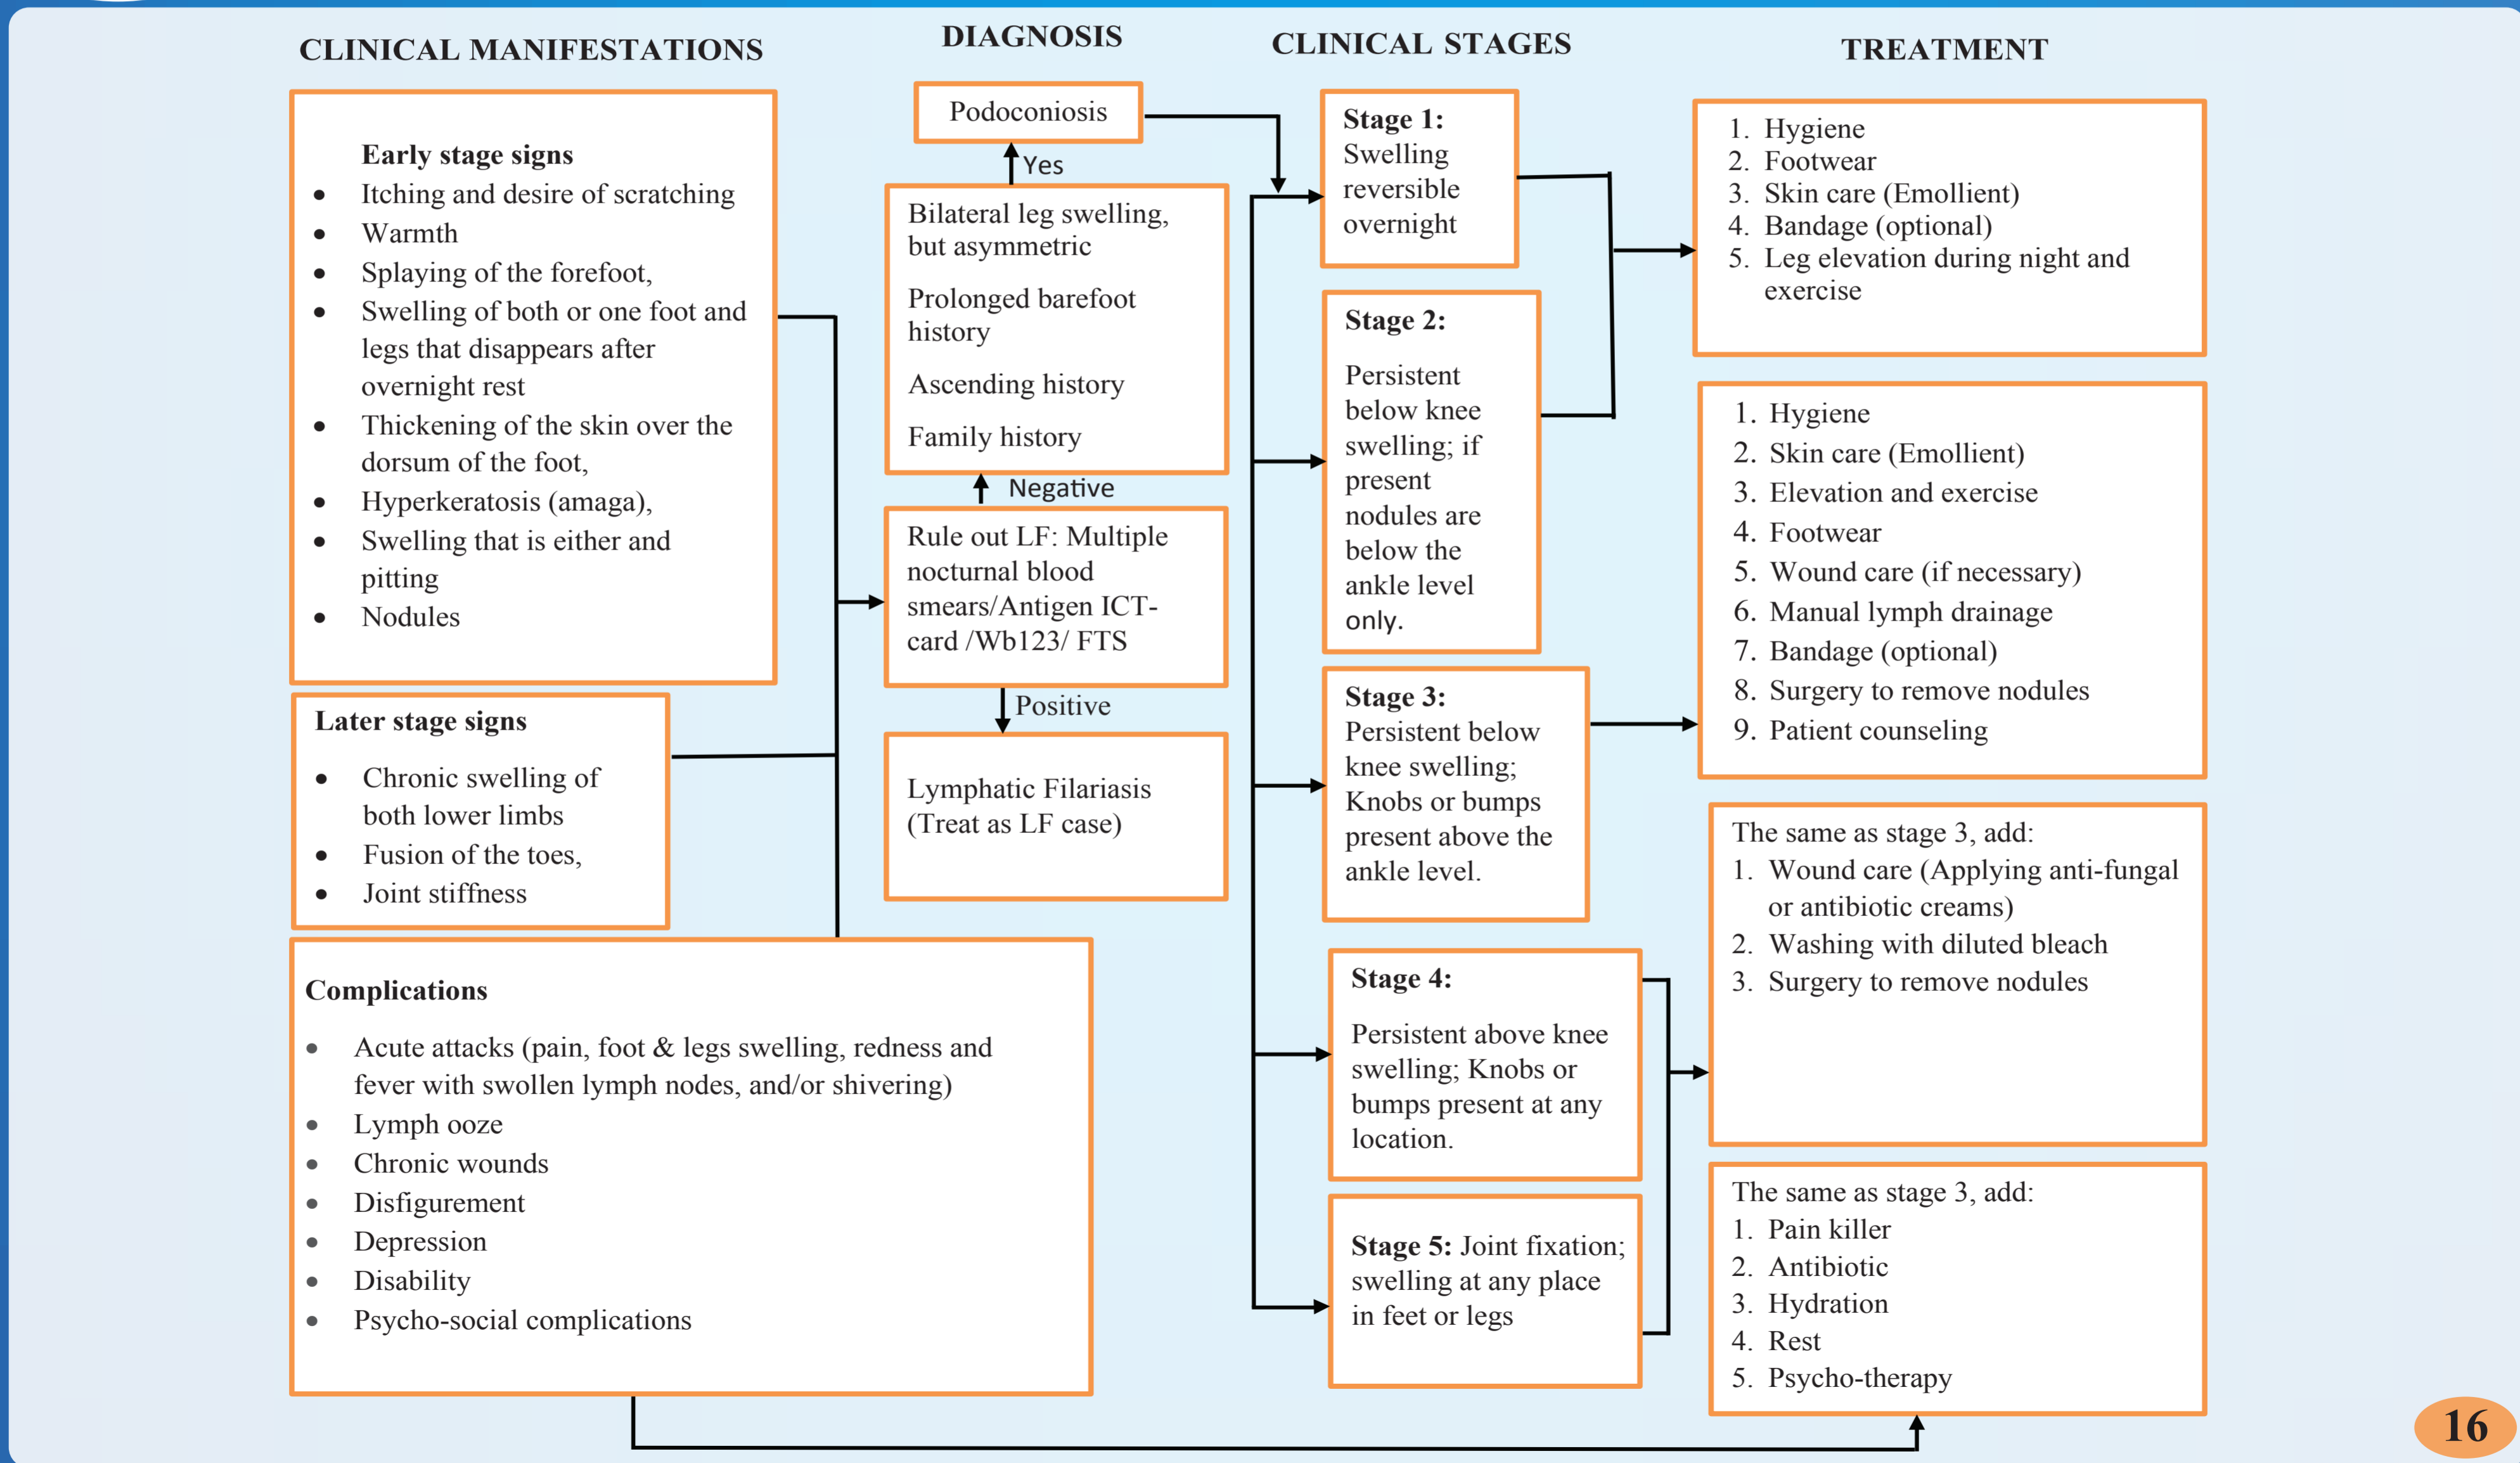 CLINICAL MANIFESTATIONS
Early stage signs
• Itching and desire of scratching
• Warmth
• Splaying of the forefoot,
• Swelling of both or one foot and
legs that disappears after
overnight rest
• Thickening of the skin over the
dorsum of the foot,
• Hyperkeratosis (amaga),
• Swelling that is either and
pitting
• Nodules
Later stage signs
• Chronic swelling of
both lower limbs
• Fusion of the toes,
• Joint stiffness
Complications
• Acute attacks (pain, foot & legs swelling, redness and
fever with swollen lymph nodes, and/or shivering)
• Lymph ooze
• Chronic wounds
• Disfigurement
• Depression
• Disability
• Psycho-social complications
DIAGNOSIS
Podoconiosis
Yes
Bilateral leg swelling,
but asymmetric
Prolonged barefoot
history
Ascending history
Family history
Negative
Rule out LF: Multiple
nocturnal blood
smears/Antigen ICT-
card /Wb123/ FTS
Positive
Lymphatic Filariasis
(Treat as LF case)
CLINICAL STAGES
Stage 1:
Swelling
reversible
overnight
Stage 2:
Persistent
below knee
swelling; if
present
nodules are
below the
ankle level
only.
Stage 3:
Persistent below
knee swelling;
Knobs or bumps
present above the
ankle level.
Stage 4:
Persistent above knee
swelling; Knobs or
bumps present at any
location.
Stage 5: Joint fixation;
swelling at any place
in feet or legs
TREATMENT
1. Hygiene
2. Footwear
3. Skin care (Emollient)
4. Bandage (optional)
5. Leg elevation during night and
exercise
1. Hygiene
2. Skin care (Emollient)
3. Elevation and exercise
4. Footwear
5. Wound care (if necessary)
6. Manual lymph drainage
7. Bandage (optional)
8. Surgery to remove nodules
9. Patient counseling
The same as stage 3, add:
1. Wound care (Applying anti-fungal
or antibiotic creams)
2. Washing with diluted bleach
3. Surgery to remove nodules
The same as stage 3, add:
1. Pain killer
2. Antibiotic
3. Hydration
4. Rest
5. Psycho-therapy
16